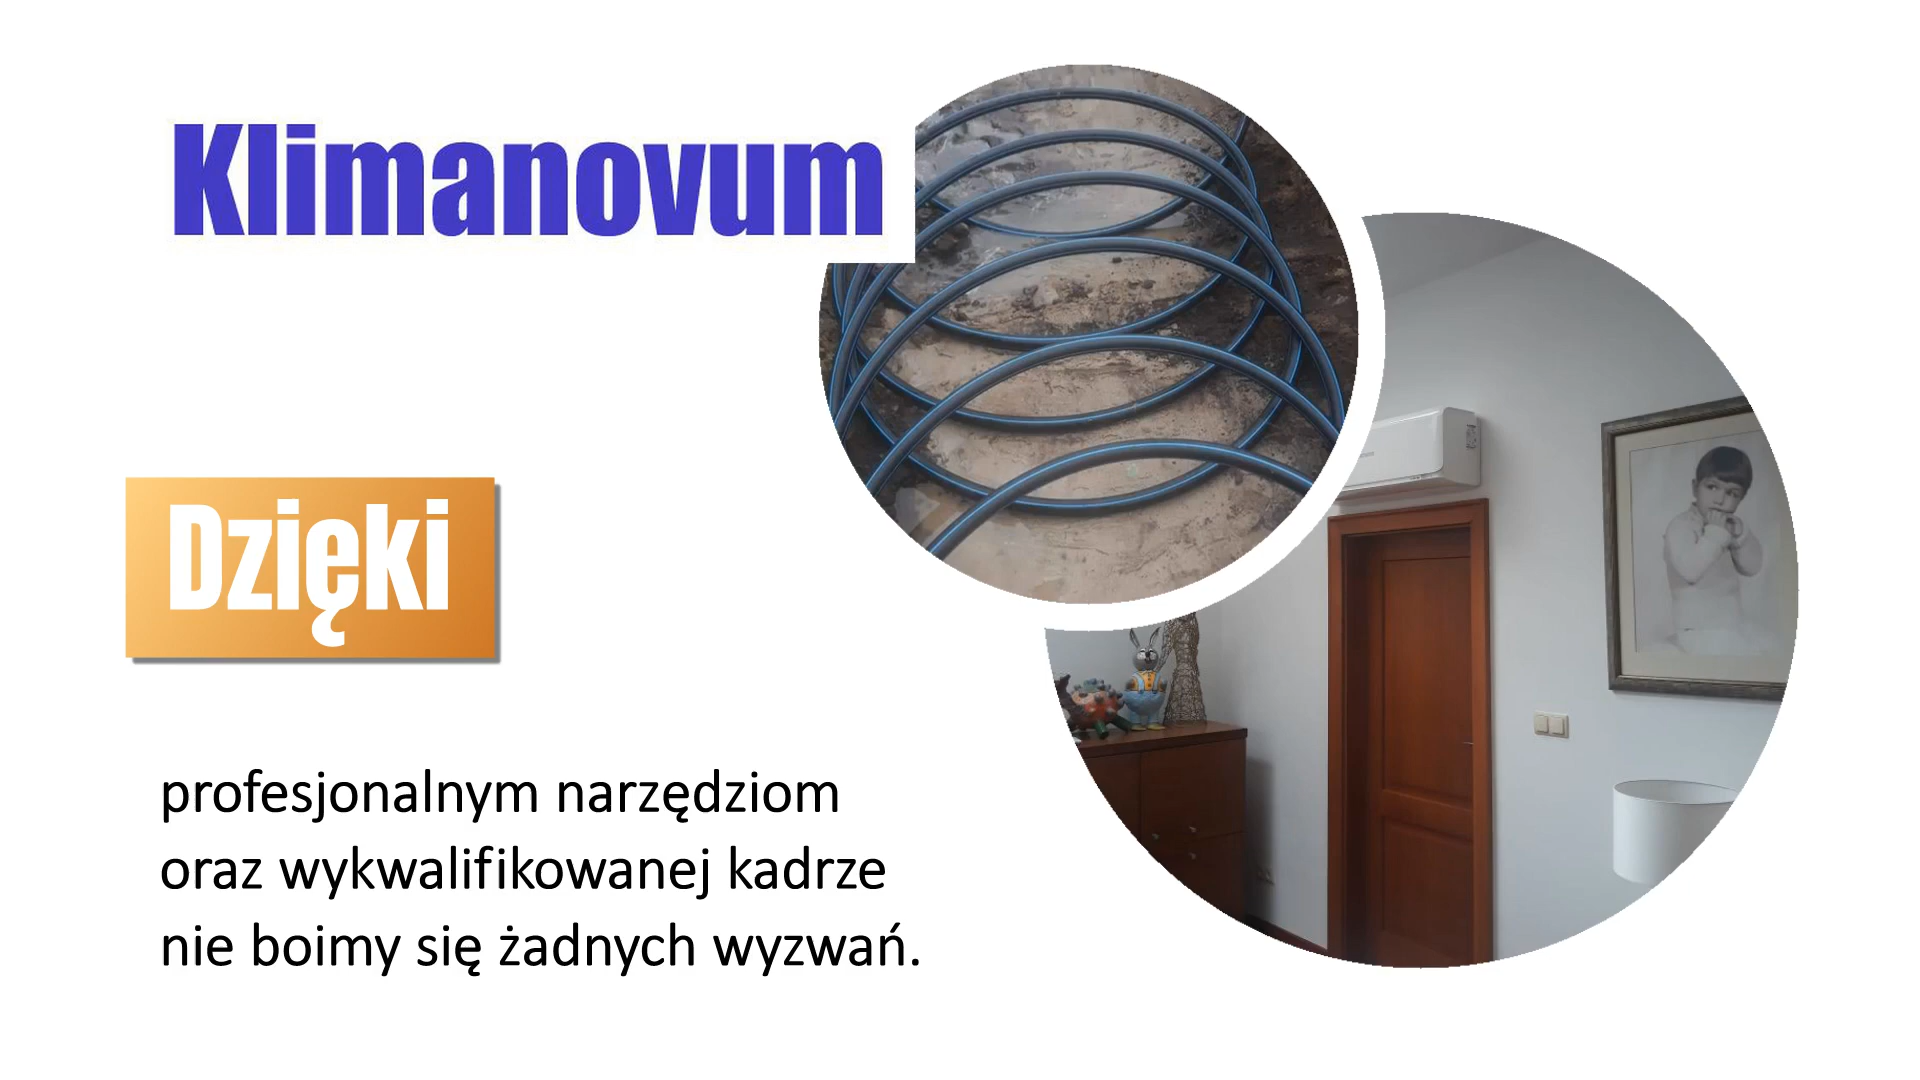 Klimanovum
Dzięki
profesjonalnym narzędziom
oraz wykwalifikowanej kadrze
nie boimy się żadnych wyzwań.